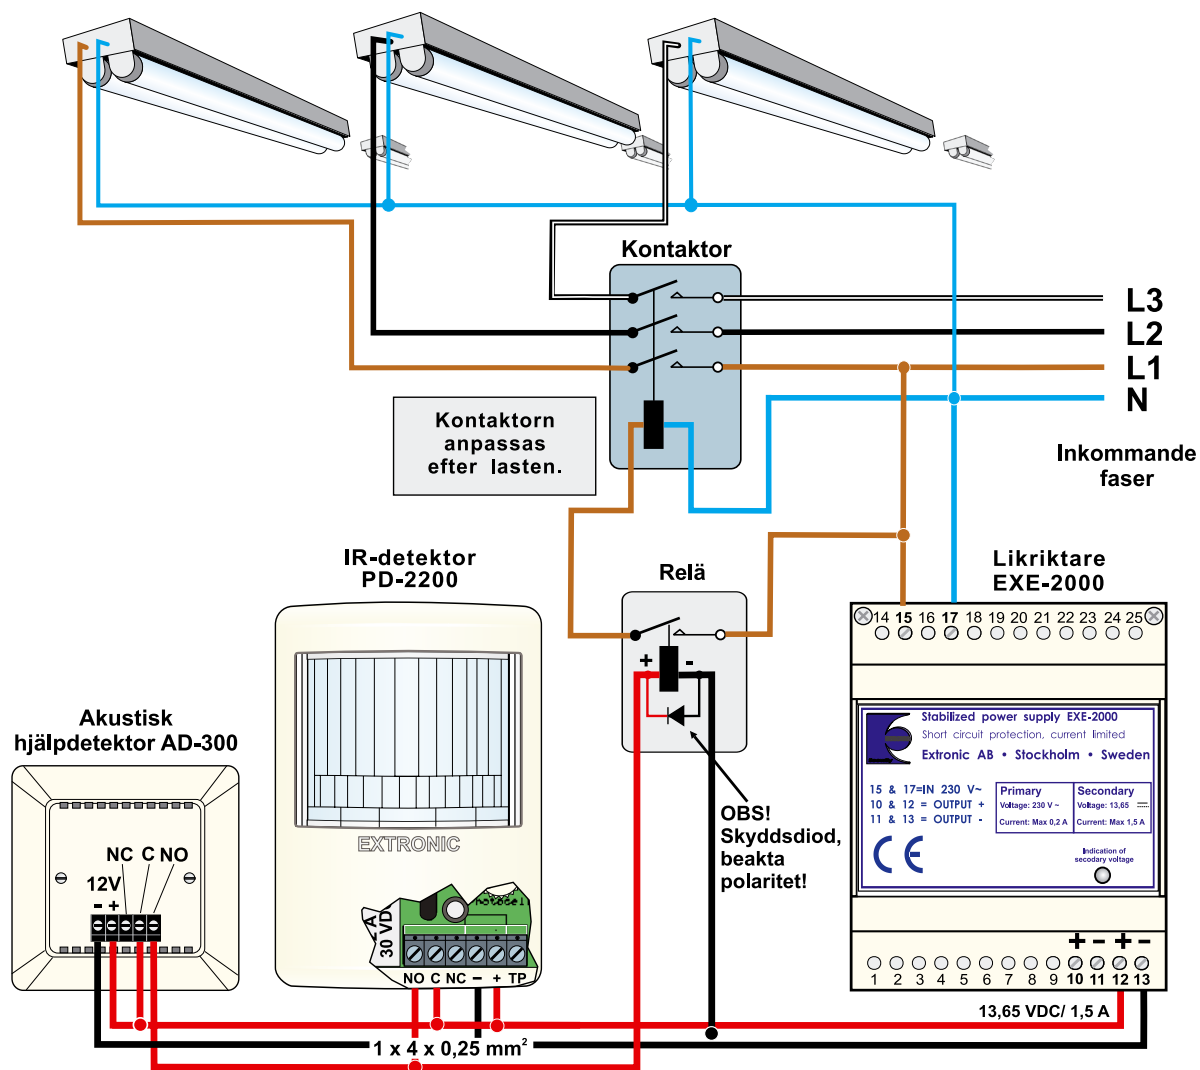 Kontaktor
L3
L2
L1
N
Kontaktorn
anpassas
efter lasten.
Inkommande
faser
IR-detektor
PD-2200
Relä
Likriktare
EXE-2000
14 15 16 17 18 19 20 21 22 23 24 25
+ -
Akustisk
hjälpdetektor AD-300
Stabilized power supply EXE-2000
Short circuit protection, current limited
Extronic AB • Stockholm • Sweden
15 & 17=IN 230 V~
10 & 12 = OUTPUT +
11 & 13 = OUTPUT -
Primary
Voltage: 230 V ~
Current: Max 0,2 A
Secondary
Voltage: 13,65
Current: Max 1,5 A
CE
Indication of
secodary voltage
OBS!
Skyddsdiod,
beakta
polaritet!
EXTRONIC
NC C NO
12V
- +
30 VD
NO C NC - + TP
+ - + -
1 2 3 4 5 6 7 8 9 10 11 12 13
13,65 VDC/ 1,5 A
1 x 4 x 0,25 mm²